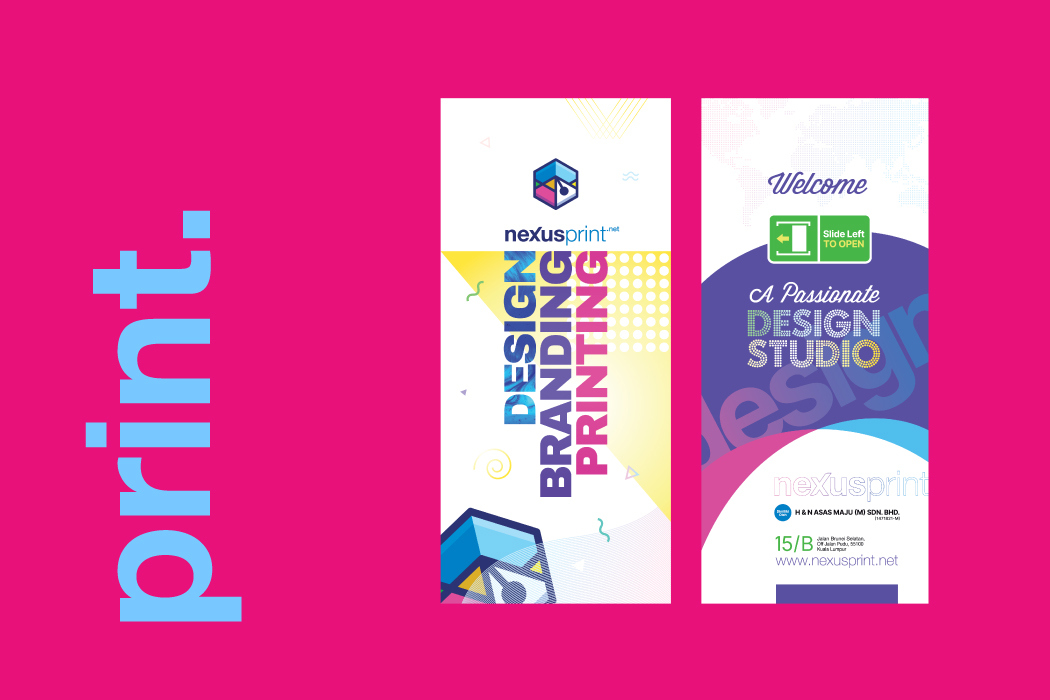 print.
nexusprint.net
DESIGN
BRANDING
PRINTING
Welcome
Slide Left
TO OPEN
A Passionate
DESIGN
STUDIO
design
nexusprint
H & N ASAS MAJU (M) SDN. BHD.
15/B
Jalan Brunei Selatan,
Off Jalan Pudu, 55100
Kuala Lumpur
www.nexusprint.net